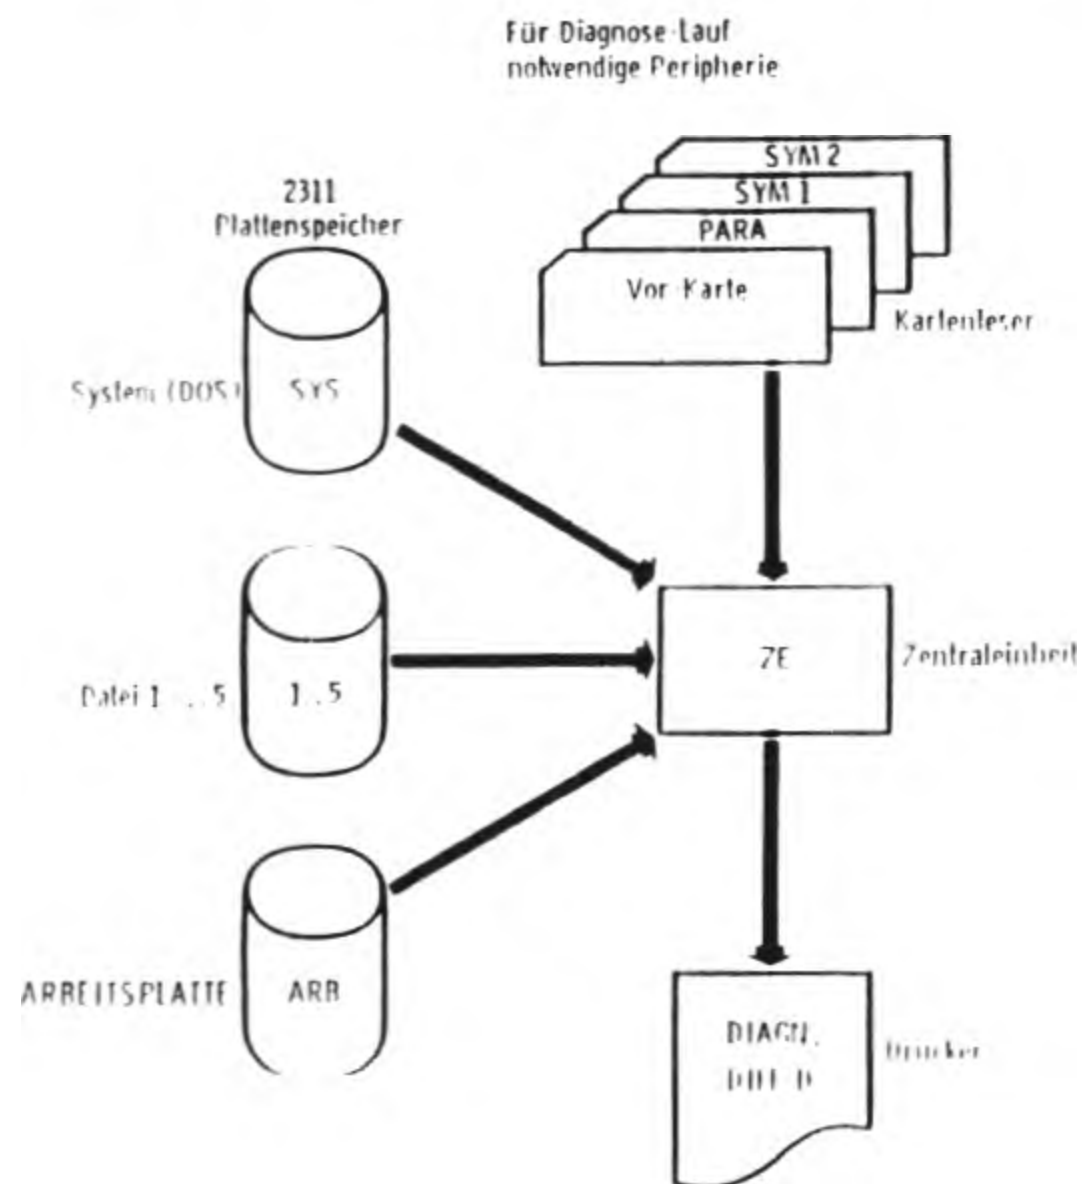 Für Diagnose-Lauf
notwendige Peripherie
SYM 2
SYM 1
PARA
Vor-Karte
Kartenleser
2311
Plattenspeicher
System (DOS)
SYS
Datei 1 . . 5
1 . . 5
ZE
Zentraleinheit
ARBEITSPLATTE
ARB
DIAGN.
Drucker